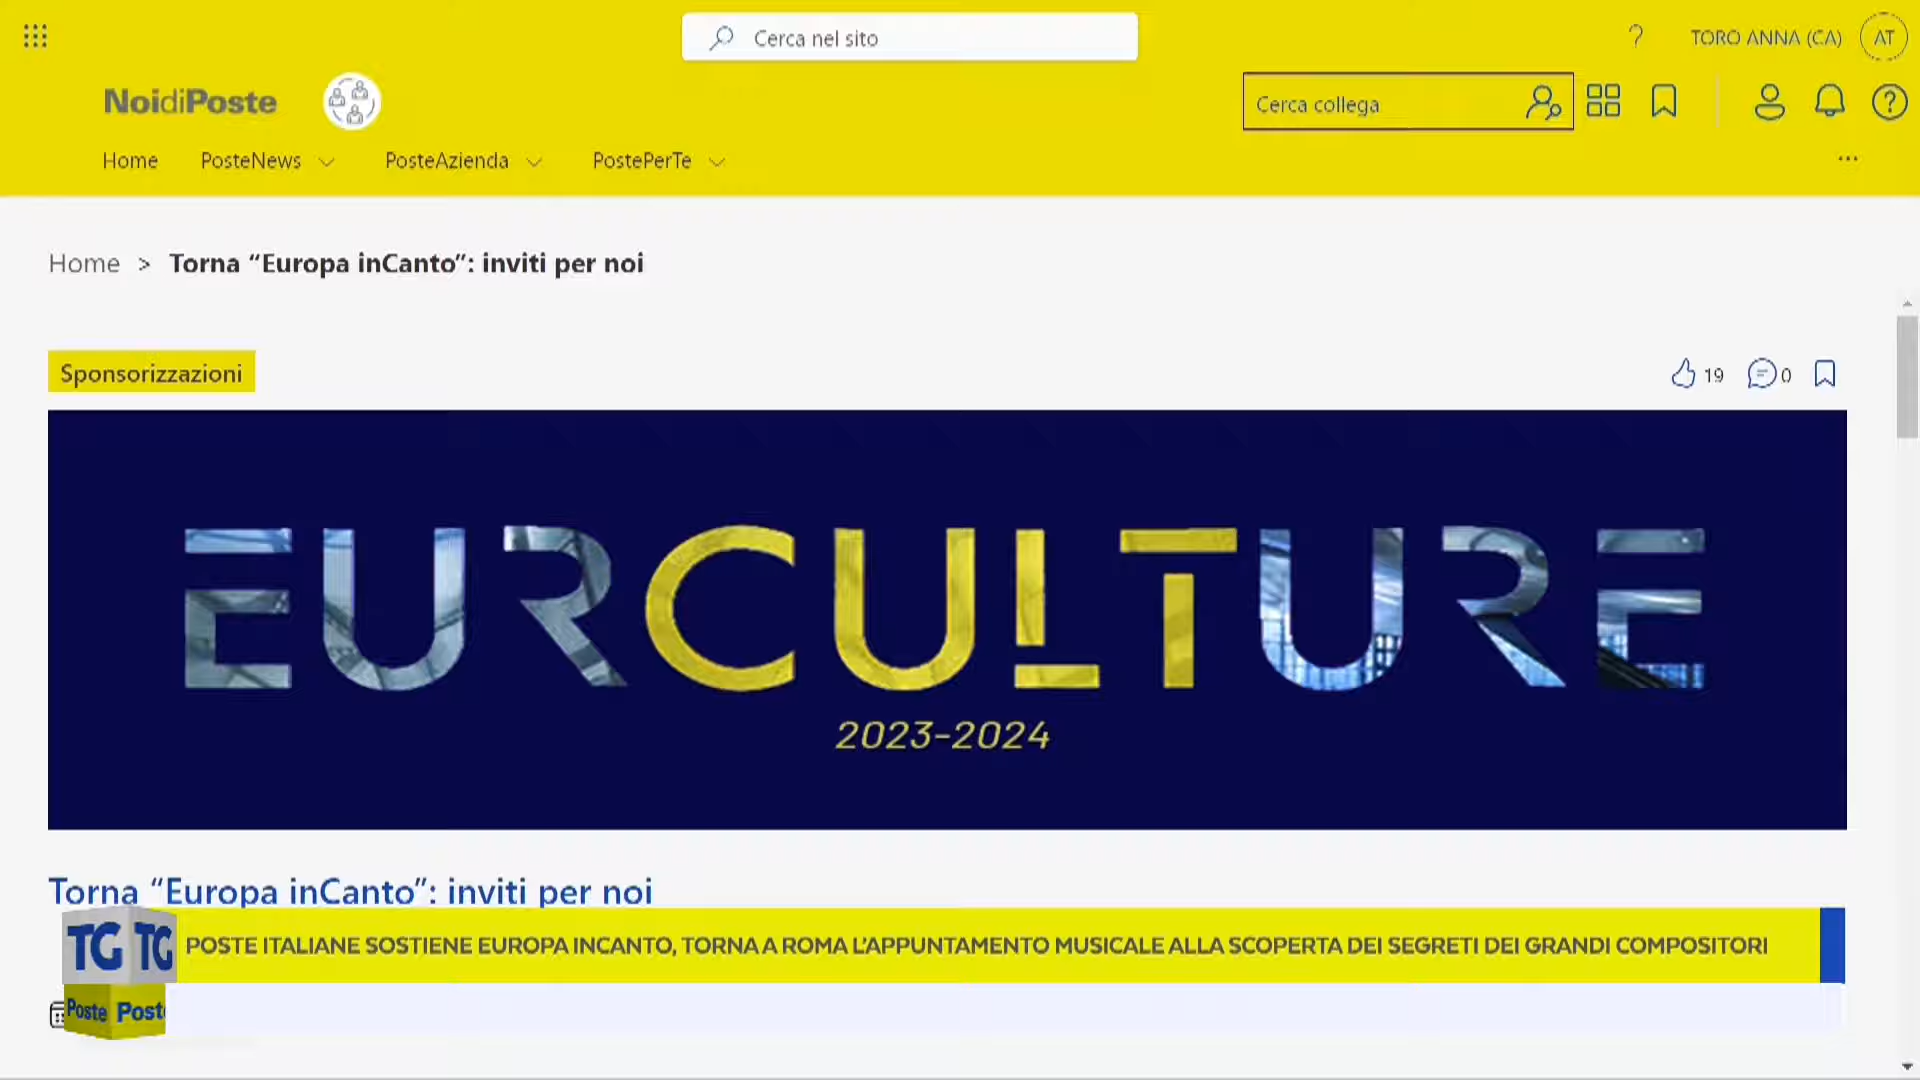 Cerca nel sito
?
TORO ANNA (CA)
AT
NoidiPoste
Cerca collega
?
Home
PosteNews
PosteAzienda
PostePerTe
...
Home > Torna “Europa inCanto”: inviti per noi
Sponsorizzazioni
19
0
EURCULTURE
2023-2024
Torna “Europa inCanto”: inviti per noi
TG TG
POSTE ITALIANE SOSTIENE EUROPA INCANTO, TORNA A ROMA L’APPUNTAMENTO MUSICALE ALLA SCOPERTA DEI SEGRETI DEI GRANDI COMPOSITORI
Poste Post